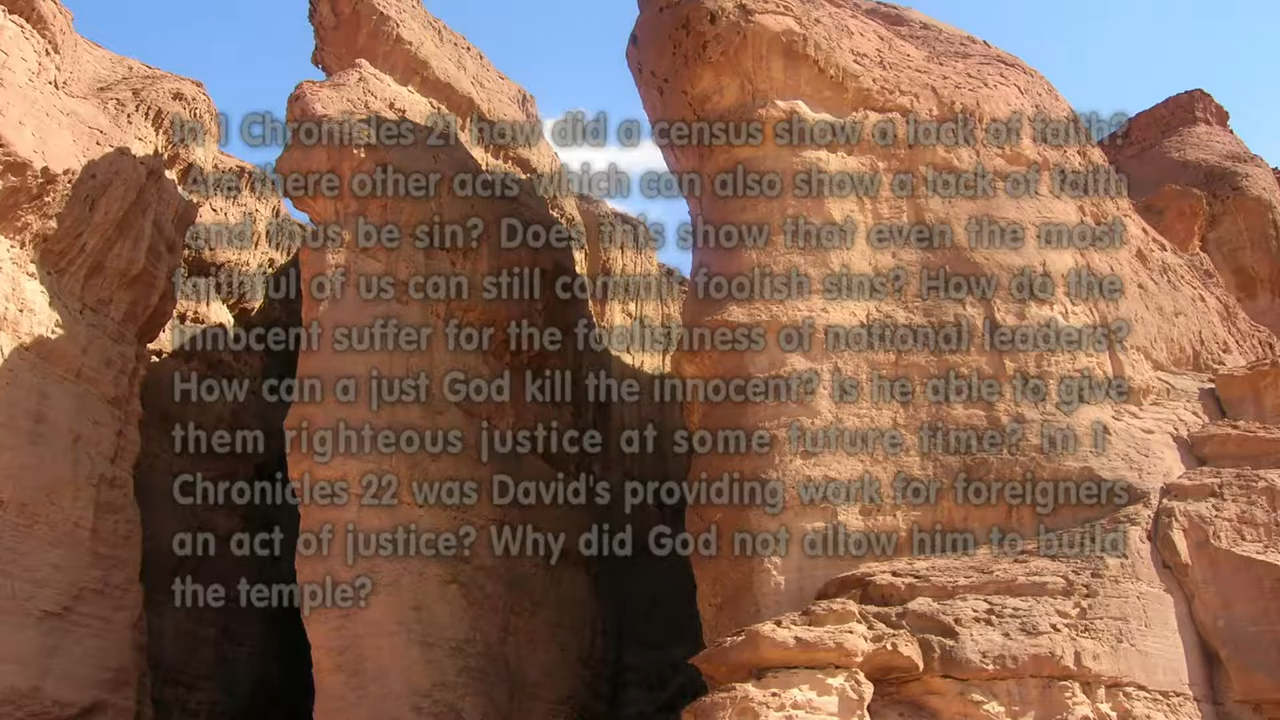 In 1 Chronicles 21 how did a census show a lack of faith?
Are there other acts which can also show a lack of faith
and thus be sin? Does this show that even the most
faithful of us can still commit foolish sins? How do the
innocent suffer for the foolishness of national leaders?
How can a just God kill the innocent? Is he able to give
them righteous justice at some future time? In 1
Chronicles 22 was David's providing work for foreigners
an act of justice? Why did God not allow him to build
the temple?